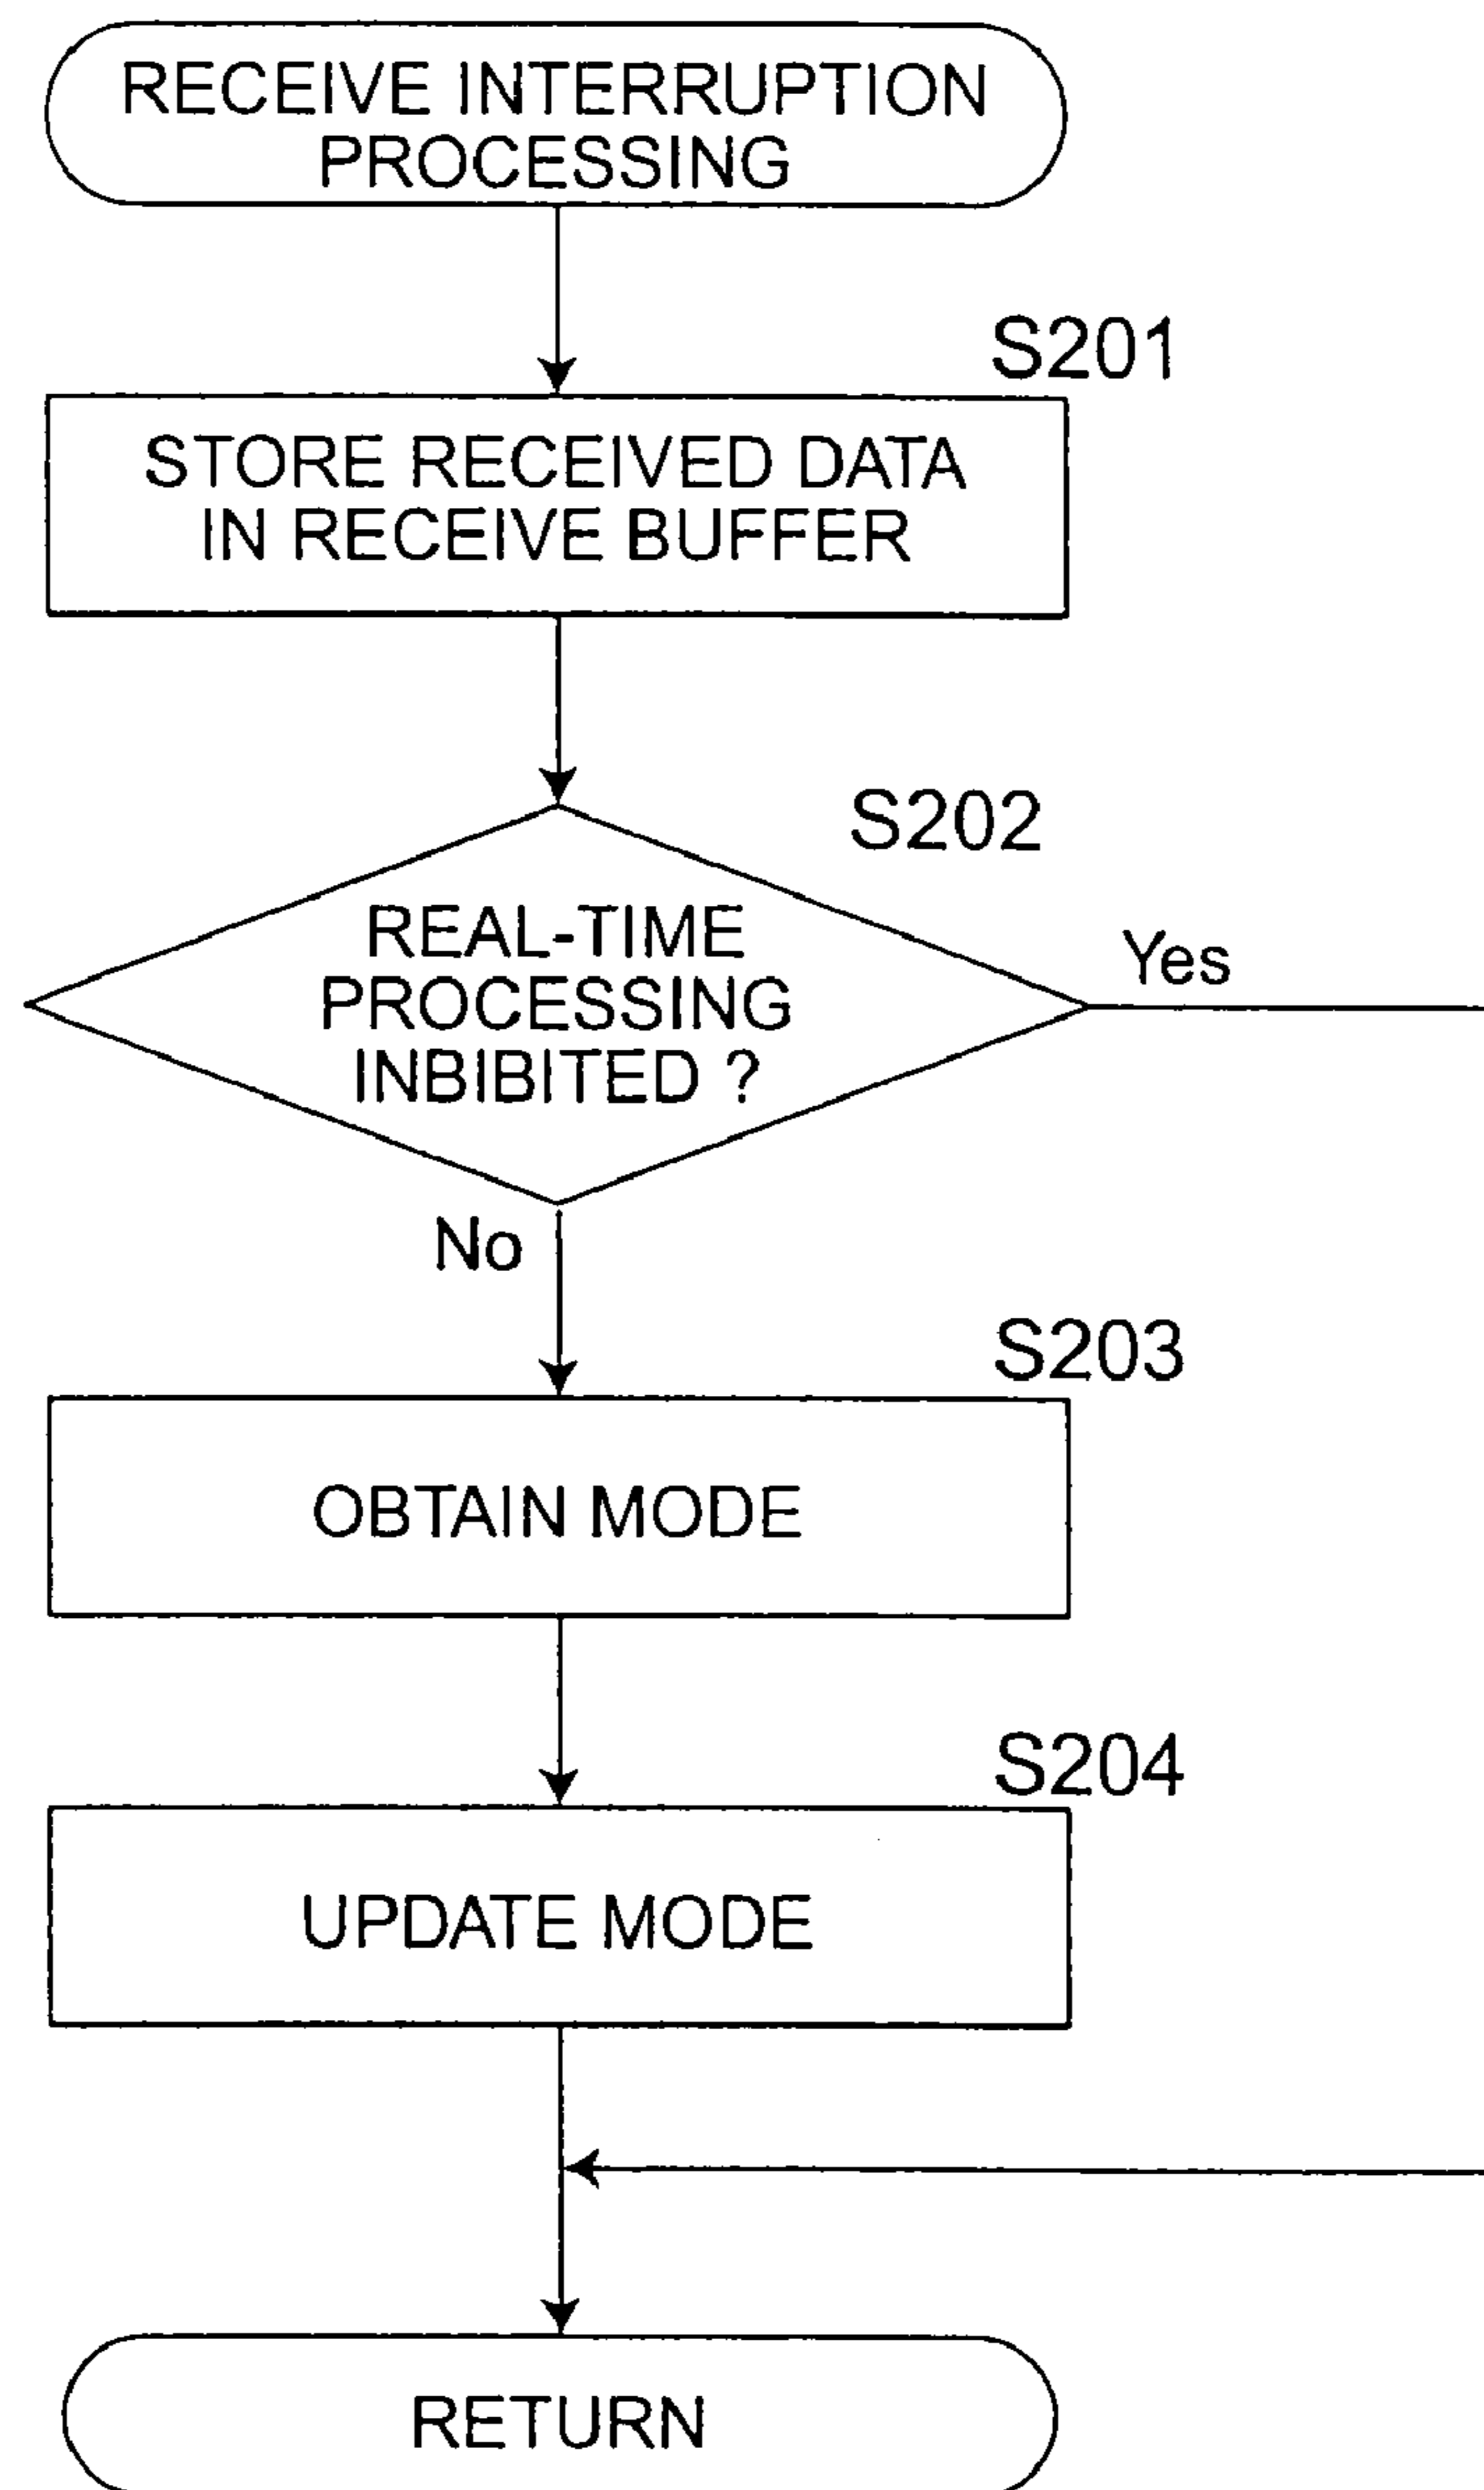 RECEIVE INTERRUPTION
PROCESSING
S201
STORE RECEIVED DATA
IN RECEIVE BUFFER
S202
REAL-TIME
PROCESSING
INBIBITED ?
Yes
No
S203
OBTAIN MODE
S204
UPDATE MODE
RETURN